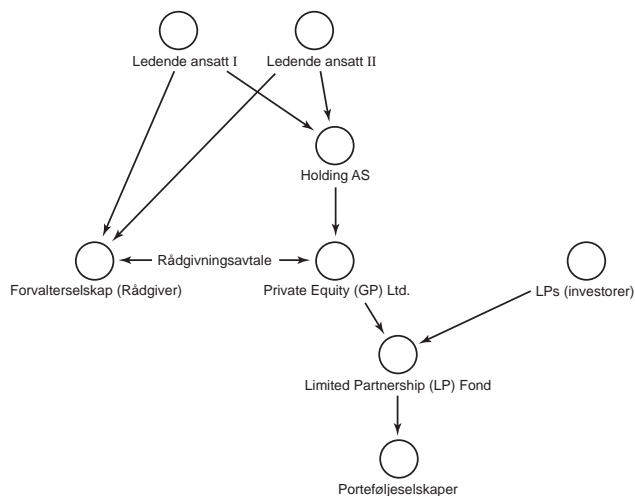 Ledende ansatt I
Ledende ansatt II
Holding AS
Rådgivningsavtale
Forvalterselskap (Rådgiver)
Private Equity (GP) Ltd.
LPs (investorer)
Limited Partnership (LP) Fond
Porteføljeselskaper